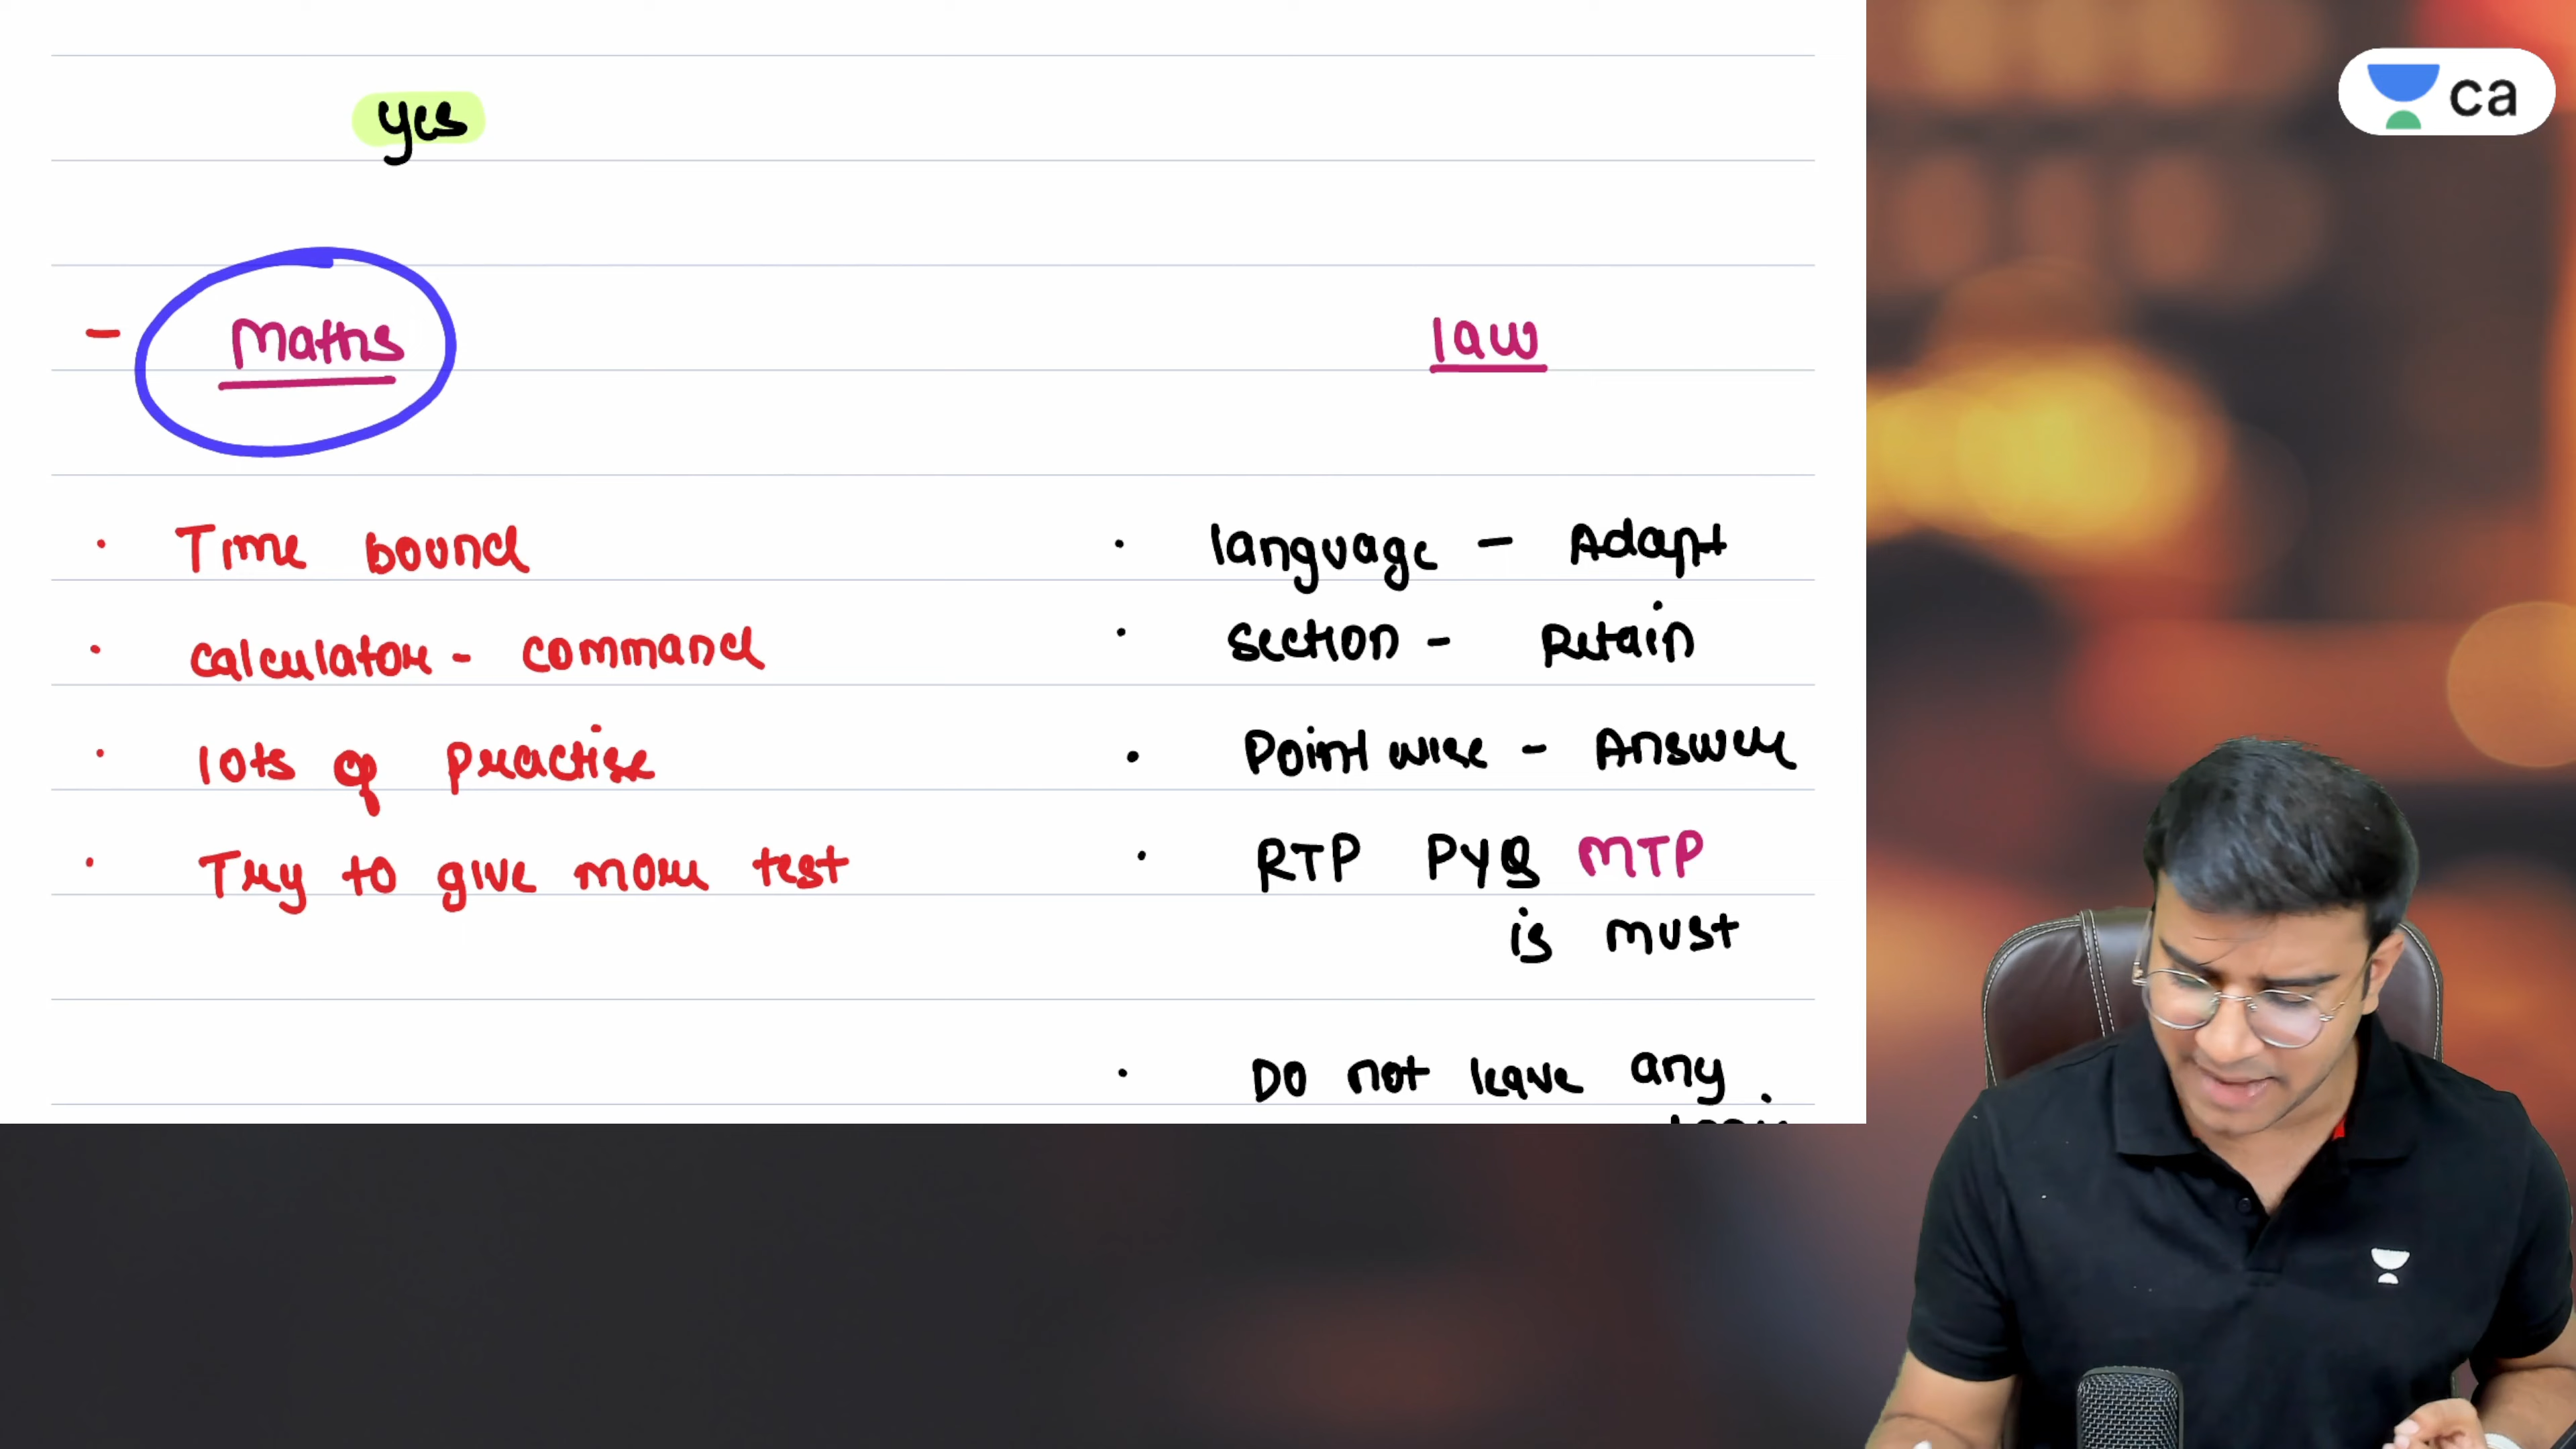 yes
ca
- Maths
law
· Time bound
· calculator - command
· lots of practise
· Try to give more test
· language - Adapt
· section - Retain
· Point wise - Answer
· RTP PYQ MTP
is must
· Do not leave any